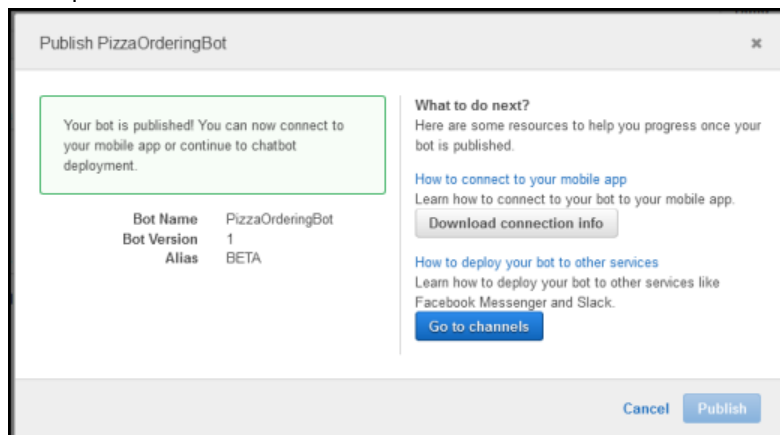 Publish PizzaOrderingBot
Your bot is published! You can now connect to
your mobile app or continue to chatbot
deployment.
Bot Name PizzaOrderingBot
Bot Version 1
Alias BETA
What to do next?
Here are some resources to help you progress once your
bot is published.
How to connect to your mobile app
Learn how to connect to your bot to your mobile app.
Download connection info
How to deploy your bot to other services
Learn how to deploy your bot to other services like
Facebook Messenger and Slack.
Go to channels
Cancel Publish